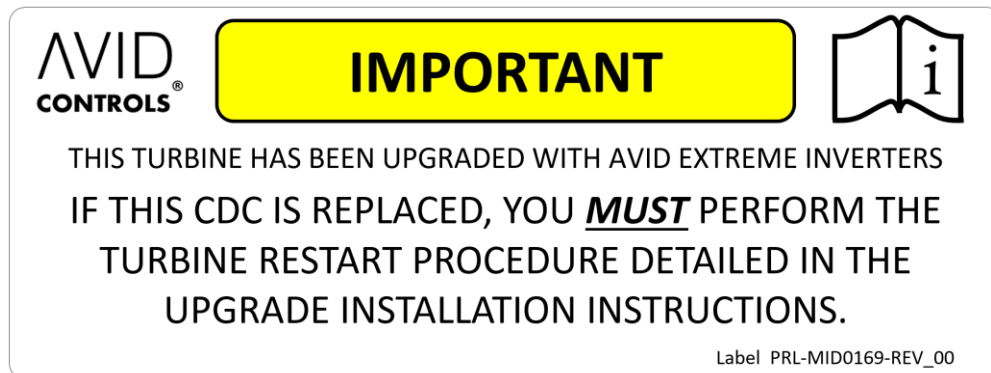 AVID
CONTROLS®
IMPORTANT
i
THIS TURBINE HAS BEEN UPGRADED WITH AVID EXTREME INVERTERS
IF THIS CDC IS REPLACED, YOU MUST PERFORM THE
TURBINE RESTART PROCEDURE DETAILED IN THE
UPGRADE INSTALLATION INSTRUCTIONS.
Label PRL-MID0169-REV_00